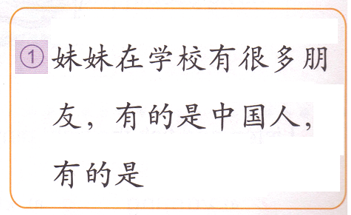 ① 妹妹在学校有很多朋
友，有的是中国人，
有的是